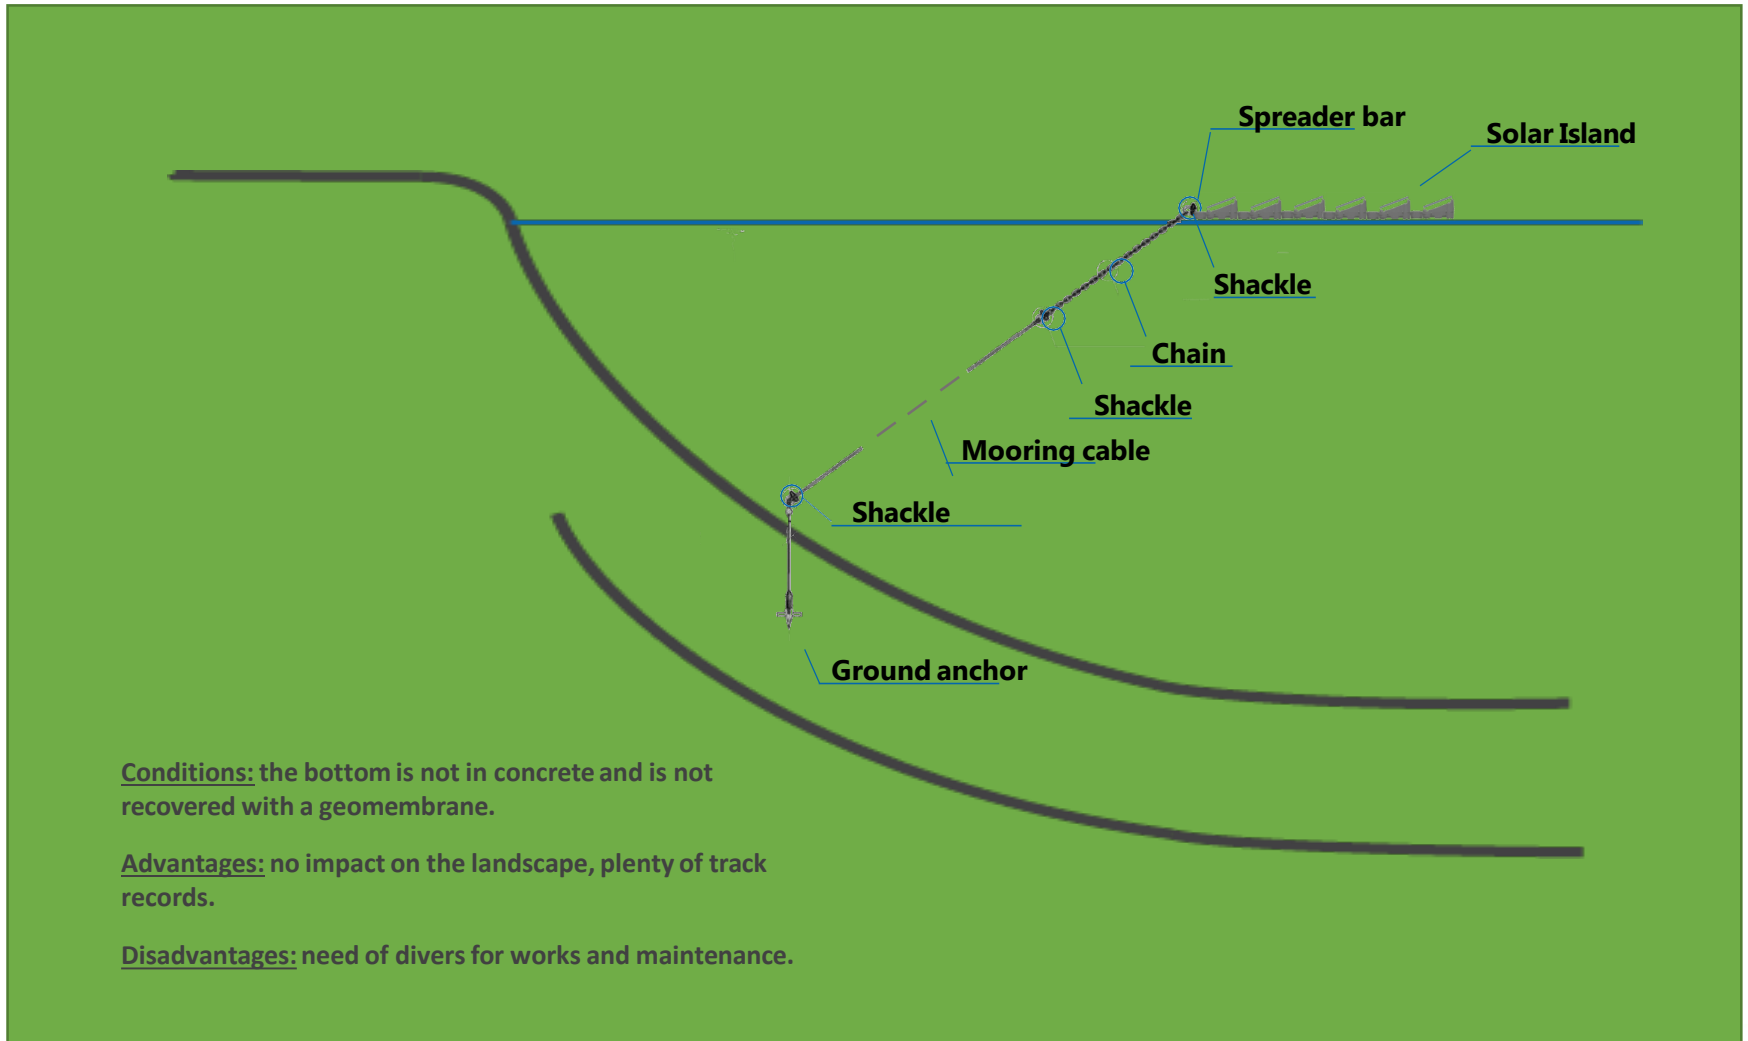 Spreader bar
Solar Island
Shackle
Chain
Shackle
Mooring cable
Shackle
Ground anchor
Conditions: the bottom is not in concrete and is not
recovered with a geomembrane.
Advantages: no impact on the landscape, plenty of track
records.
Disadvantages: need of divers for works and maintenance.